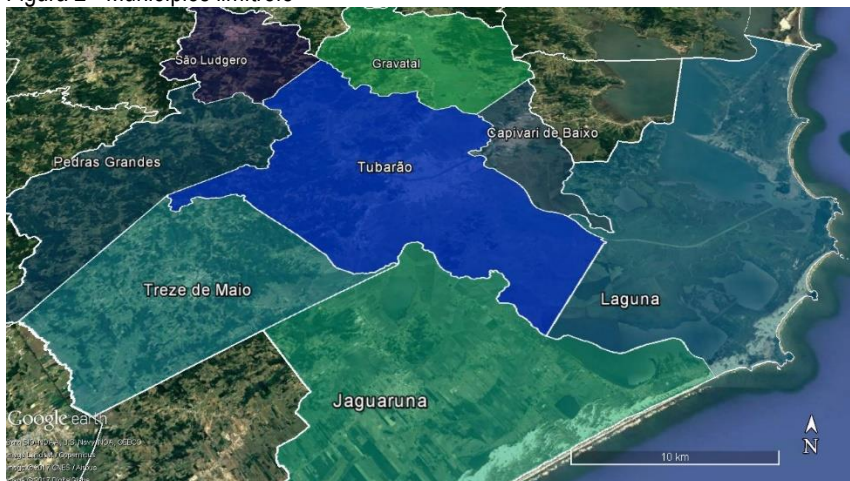 Figura 2 - Municípios limítrofe
São Ludgero
Gravatal
Pedras Grandes
Capivari de Baixo
Tubarão
Treze de Maio
Laguna
Jaguaruna
Google earth
N
10 km